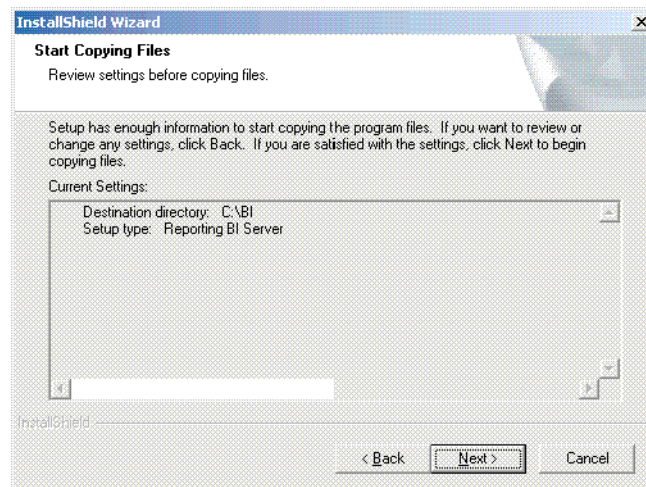 InstallShield Wizard
Start Copying Files
Review settings before copying files.
Setup has enough information to start copying the program files. If you want to review or
change any settings, click Back. If you are satisfied with the settings, click Next to begin
copying files.
Current Settings:
Destination directory: C:\BI
Setup type: Reporting BI Server
InstallShield
< Back Next > Cancel